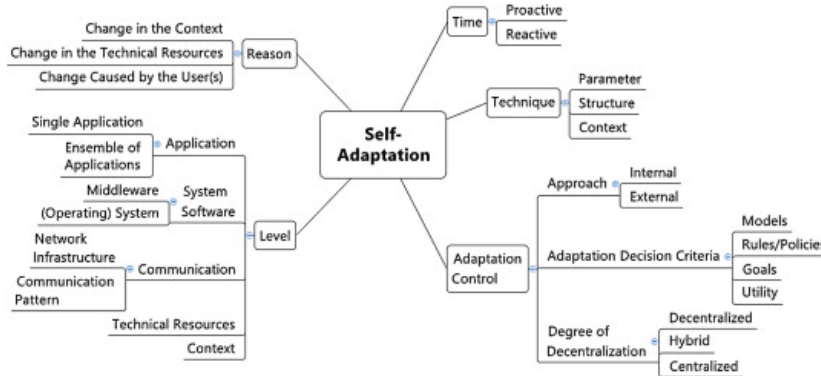 Self-
Adaptation
Reason
Change in the Context
Change in the Technical Resources
Change Caused by the User(s)
Time
Proactive
Reactive
Technique
Parameter
Structure
Context
Level
Application
Single Application
Ensemble of
Applications
System
Software
Middleware
(Operating) System
Communication
Network
Infrastructure
Communication
Pattern
Technical Resources
Context
Adaptation
Control
Approach
Internal
External
Adaptation Decision Criteria
Models
Rules/Policies
Goals
Utility
Degree of
Decentralization
Decentralized
Hybrid
Centralized